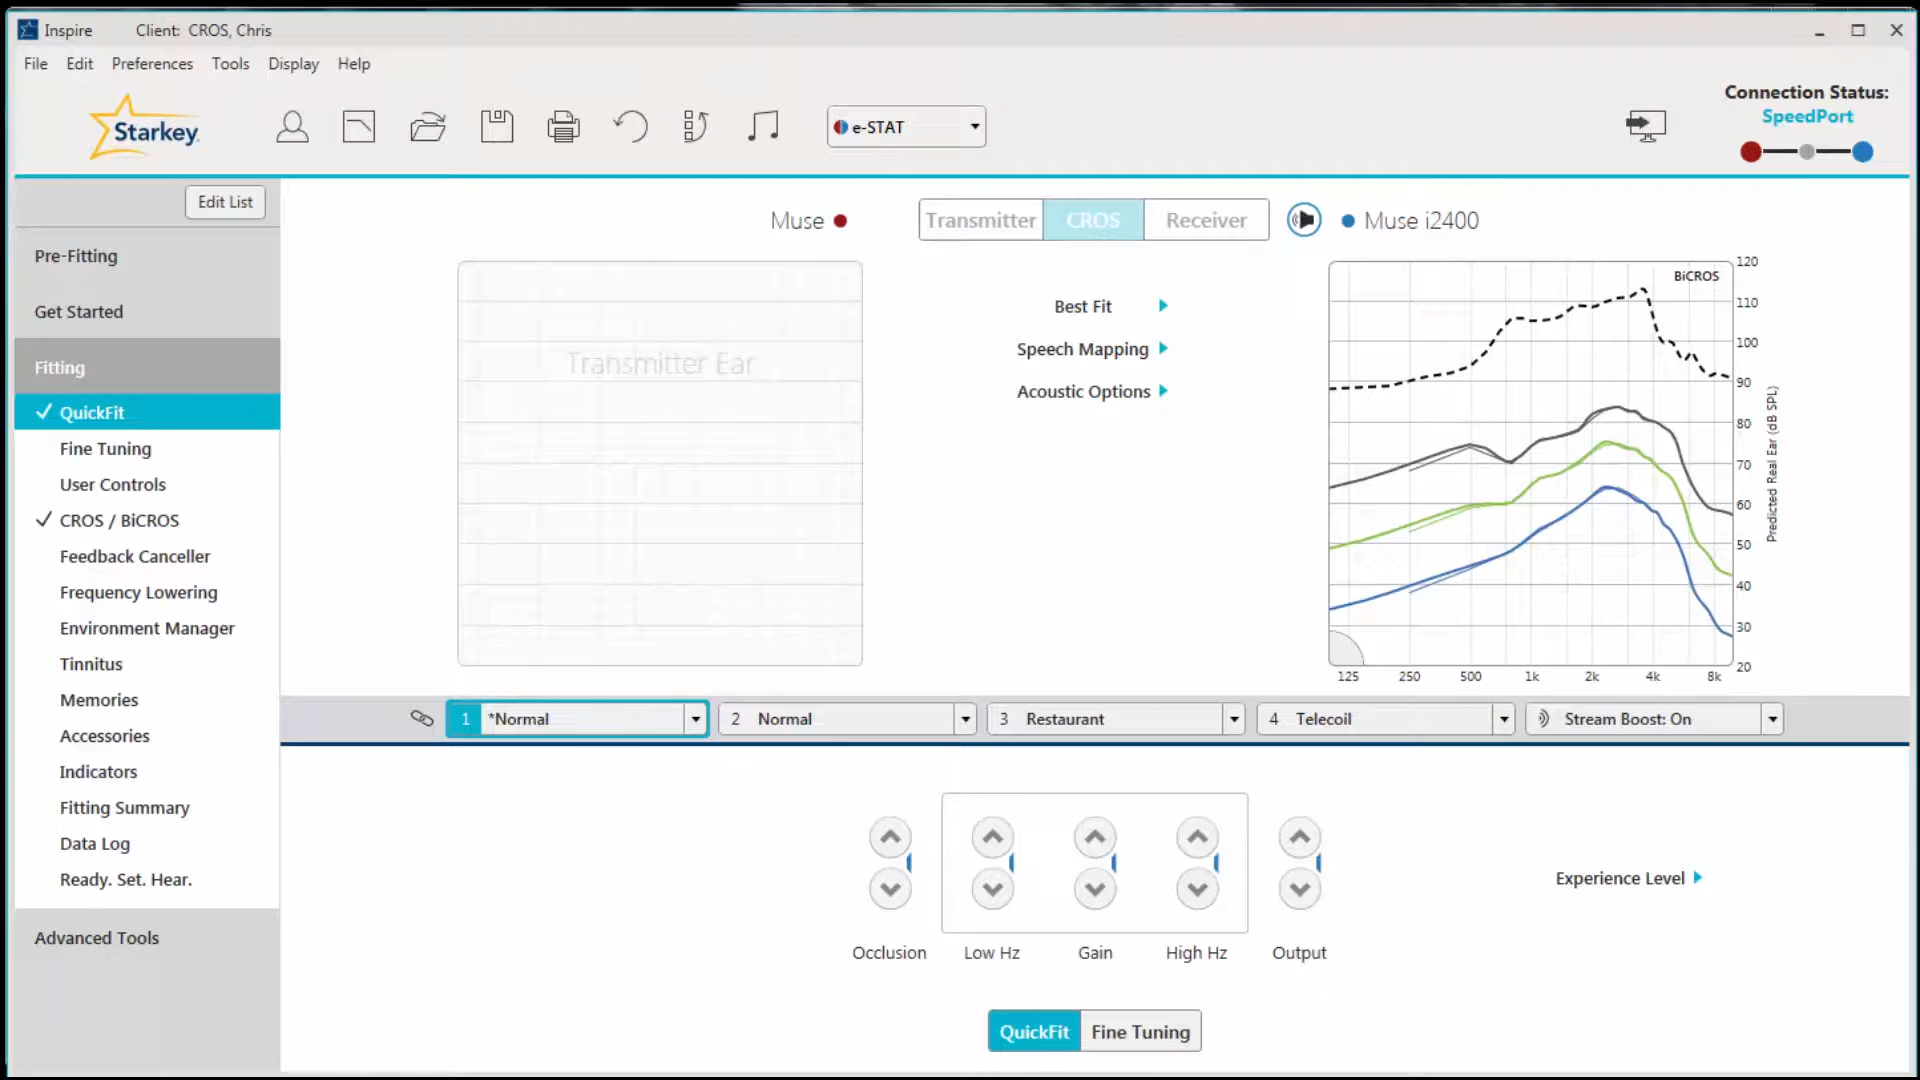 Inspire Client: CROS, Chris
File Edit Preferences Tools Display Help
Starkey
e-STAT
Connection Status:
SpeedPort
Edit List
Pre-Fitting
Get Started
Fitting
QuickFit
Fine Tuning
User Controls
CROS / BiCROS
Feedback Canceller
Frequency Lowering
Environment Manager
Tinnitus
Memories
Accessories
Indicators
Fitting Summary
Data Log
Ready. Set. Hear.
Advanced Tools
Muse Transmitter CROS Receiver Muse i2400
Transmitter Ear
Best Fit
Speech Mapping
Acoustic Options
BiCROS
120
110
100
90
80
70
60
50
40
30
20
Predicted Real Ear (dB SPL)
125 250 500 1k 2k 4k 8k
1 *Normal 2 Normal 3 Restaurant 4 Telecoil Stream Boost: On
Experience Level
Occlusion Low Hz Gain High Hz Output
QuickFit Fine Tuning